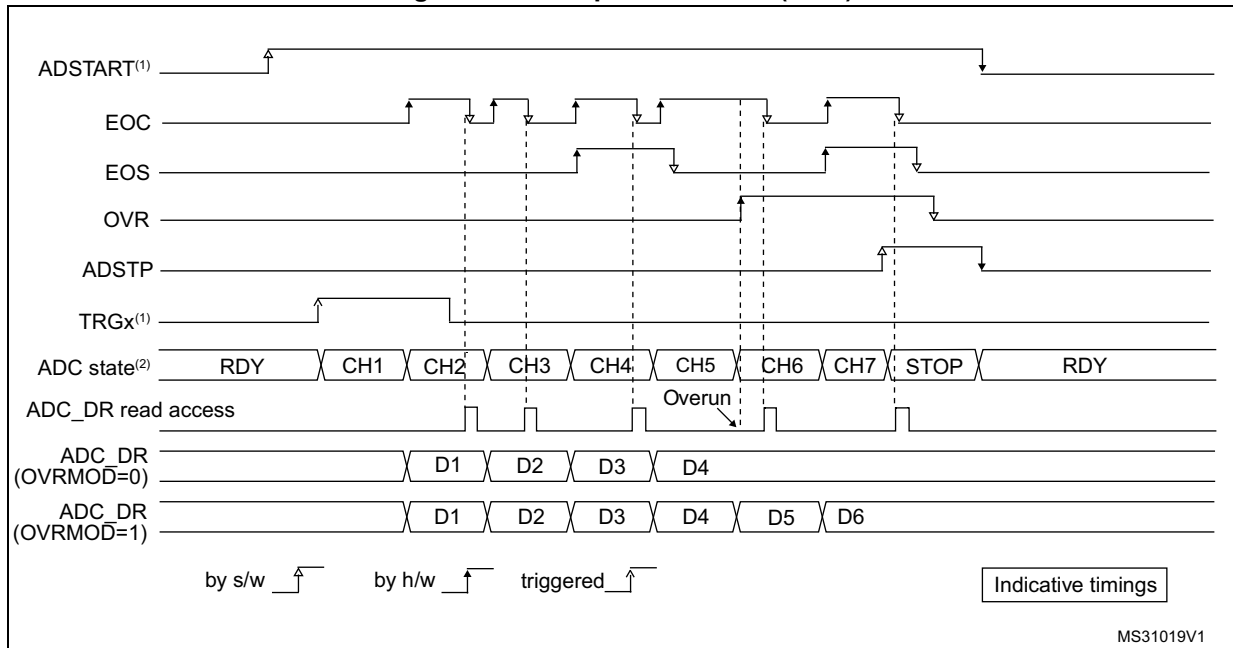 ADSTART(1)
EOC
EOS
OVR
ADSTP
TRGx(1)
ADC state(2) RDY CH1 CH2 CH3 CH4 CH5 CH6 CH7 STOP RDY
ADC_DR read access Overun
ADC_DR
(OVRMOD=0) D1 D2 D3 D4
ADC_DR
(OVRMOD=1) D1 D2 D3 D4 D5 D6
by s/w by h/w triggered Indicative timings
MS31019V1